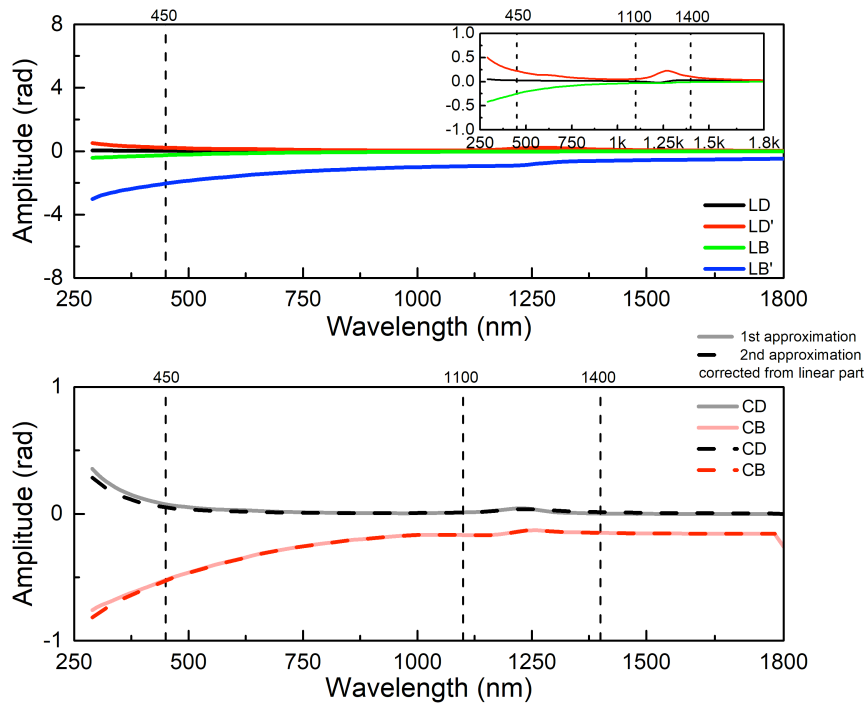 450
8
4
0
-4
-8
Amplitude (rad)
450 1100 1400
1.0
0.5
0.0
-0.5
-1.0
250 500 750 1k 1.25k 1.5k 1.8k
LD
LD'
LB
LB'
250 500 750 1000 1250 1500 1800
Wavelength (nm)
1st approximation
2nd approximation
corrected from linear part
450 1100 1400
1
0
-1
Amplitude (rad)
CD
CB
CD
CB
250 500 750 1000 1250 1500 1800
Wavelength (nm)